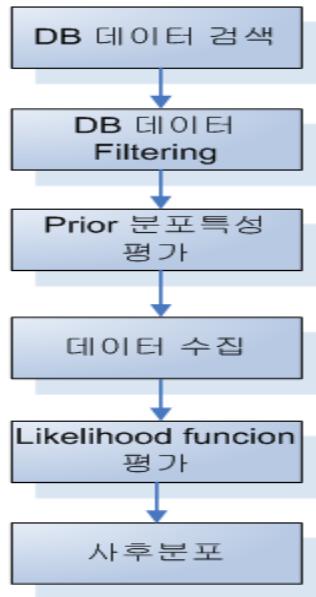 DB 데이터 검색
DB 데이터
Filtering
Prior 분포특성
평가
데이터 수집
Likelihood funcion
평가
사후분포